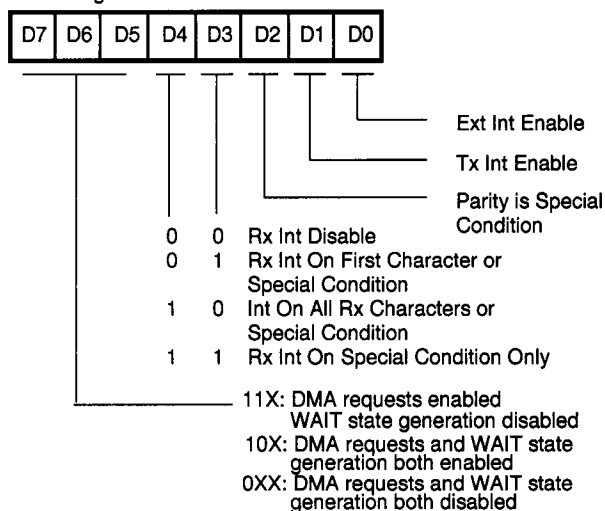 D7 D6 D5 D4 D3 D2 D1 D0
Ext Int Enable
Tx Int Enable
Parity is Special
Condition
0 0 Rx Int Disable
0 1 Rx Int On First Character or
Special Condition
1 0 Int On All Rx Characters or
Special Condition
1 1 Rx Int On Special Condition Only
11X: DMA requests enabled
WAIT state generation disabled
10X: DMA requests and WAIT state
generation both enabled
0XX: DMA requests and WAIT state
generation both disabled